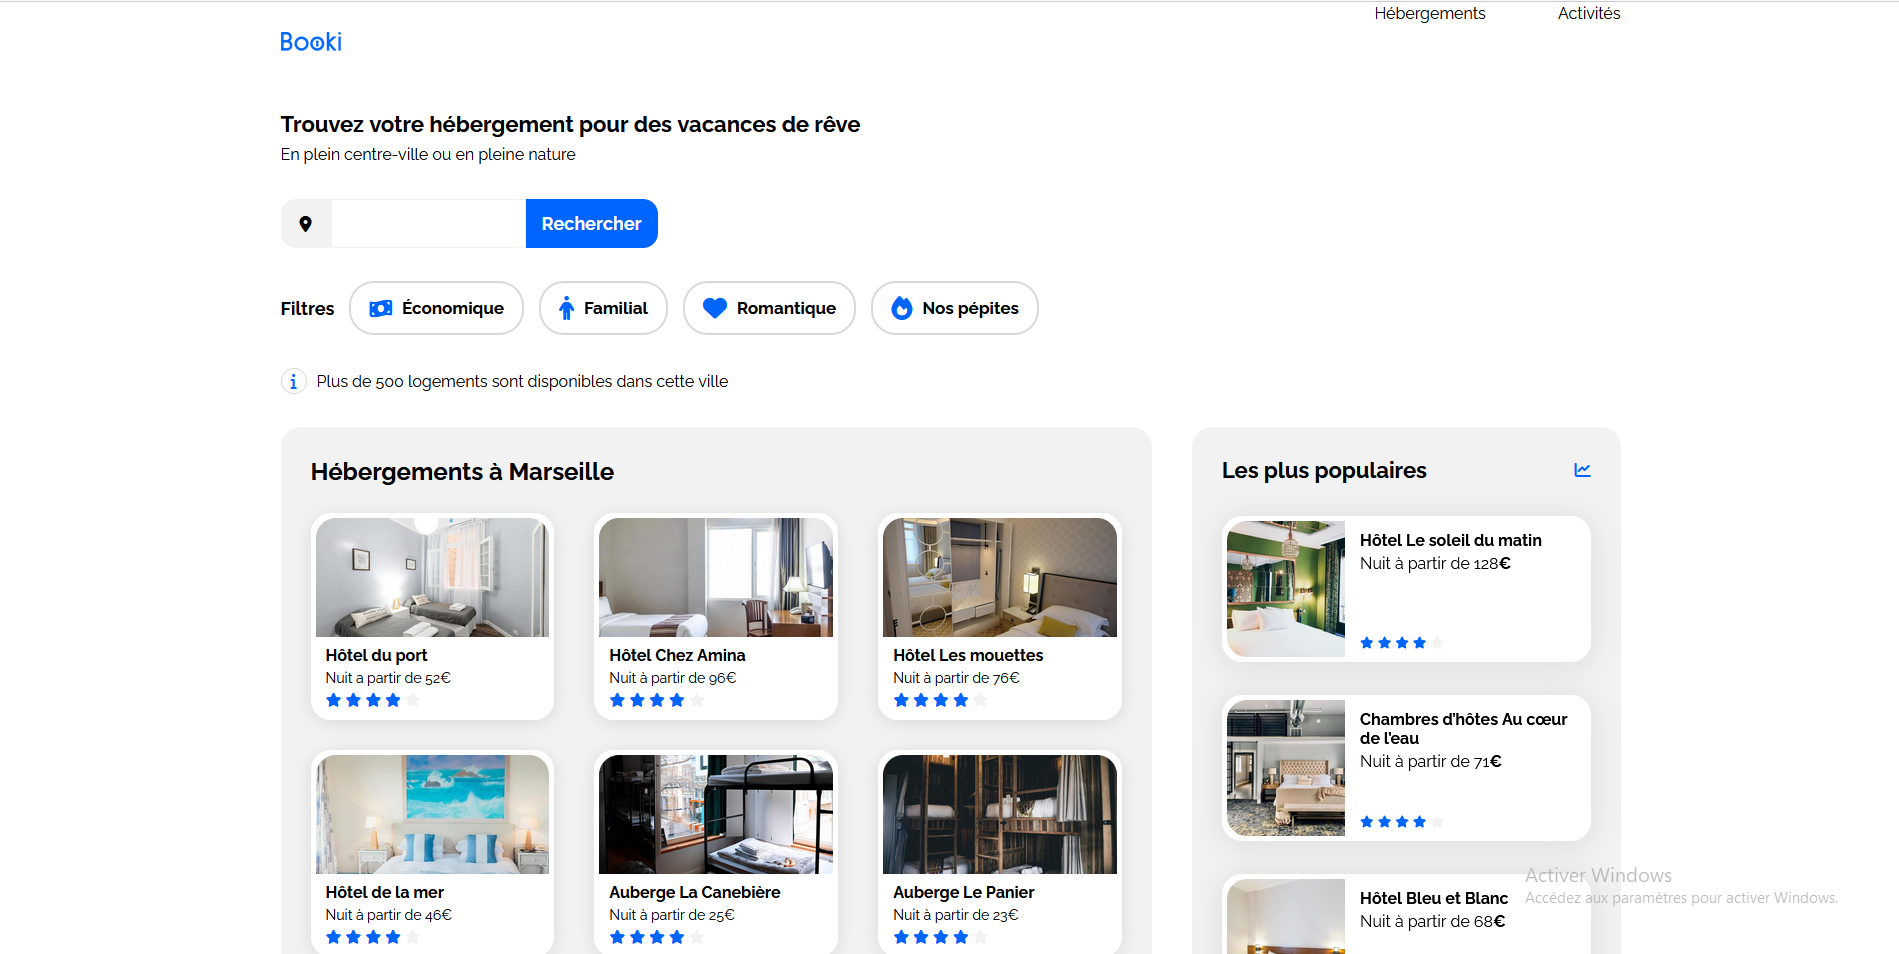 Hébergements
Activités
Booki
Trouvez votre hébergement pour des vacances de rêve
En plein centre-ville ou en pleine nature
Rechercher
Filtres
Économique
Familial
Romantique
Nos pépites
Plus de 500 logements sont disponibles dans cette ville
Hébergements à Marseille
Hôtel du port
Nuit a partir de 52€
Hôtel Chez Amina
Nuit à partir de 96€
Hôtel Les mouettes
Nuit à partir de 76€
Hôtel de la mer
Nuit à partir de 46€
Auberge La Canebière
Nuit à partir de 25€
Auberge Le Panier
Nuit à partir de 23€
Les plus populaires
Hôtel Le soleil du matin
Nuit à partir de 128€
Chambres d'hôtes Au cœur
de l'eau
Nuit à partir de 71€
Hôtel Bleu et Blanc
Nuit à partir de 68€
Activer Windows
Accédez aux paramètres pour activer Windows.